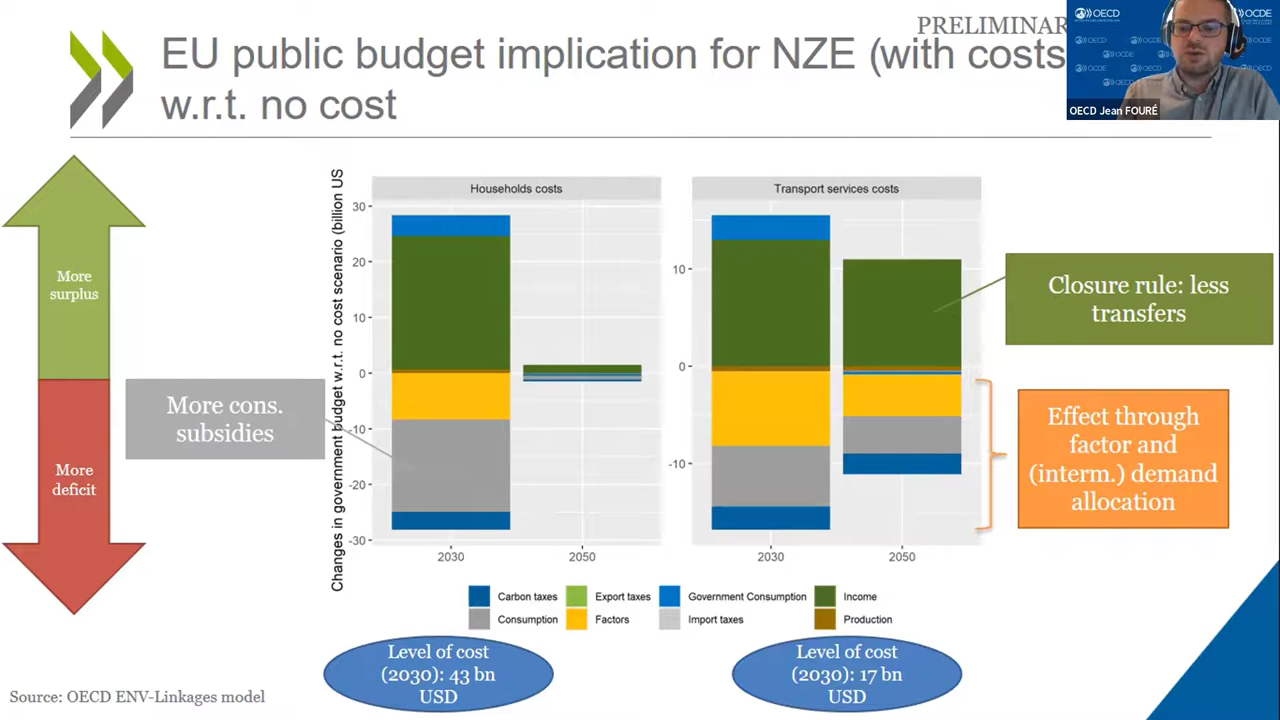 PRELIMINAR
EU public budget implication for NZE (with costs
w.r.t. no cost
OECD
OCDE
OECD Jean FOURÉ
More
surplus
More
deficit
More cons.
subsidies
Changes in government budget w.r.t. no cost scenario (billion US
Households costs
30
20
10
0
-10
-20
-30
2030
2050
Transport services costs
10
0
-10
2030
2050
Closure rule: less
transfers
Effect through
factor and
(interm.) demand
allocation
Carbon taxes
Export taxes
Government Consumption
Income
Consumption
Factors
Import taxes
Production
Level of cost
(2030): 43 bn
USD
Level of cost
(2030): 17 bn
USD
Source: OECD ENV-Linkages model